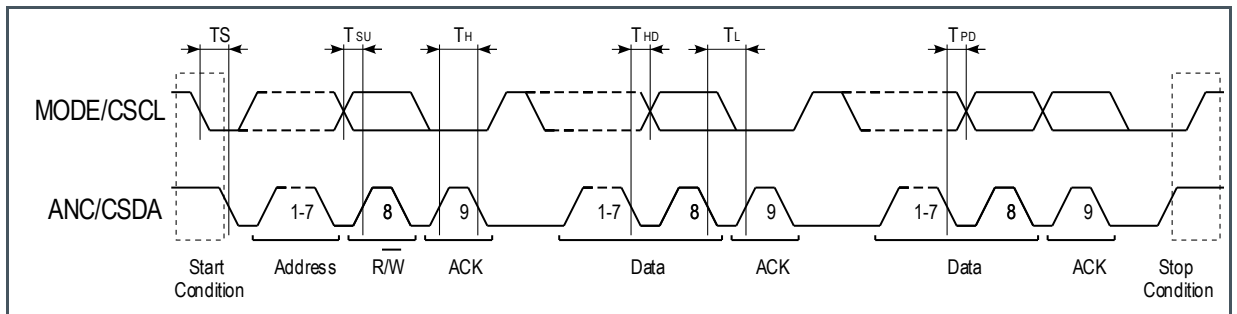 TS TSU TH THD TL TPD
MODE/CSCL
ANC/CSDA 1-7 8 9 1-7 8 9 1-7 8 9
Start Condition Address R/W ACK Data ACK Data ACK Stop Condition